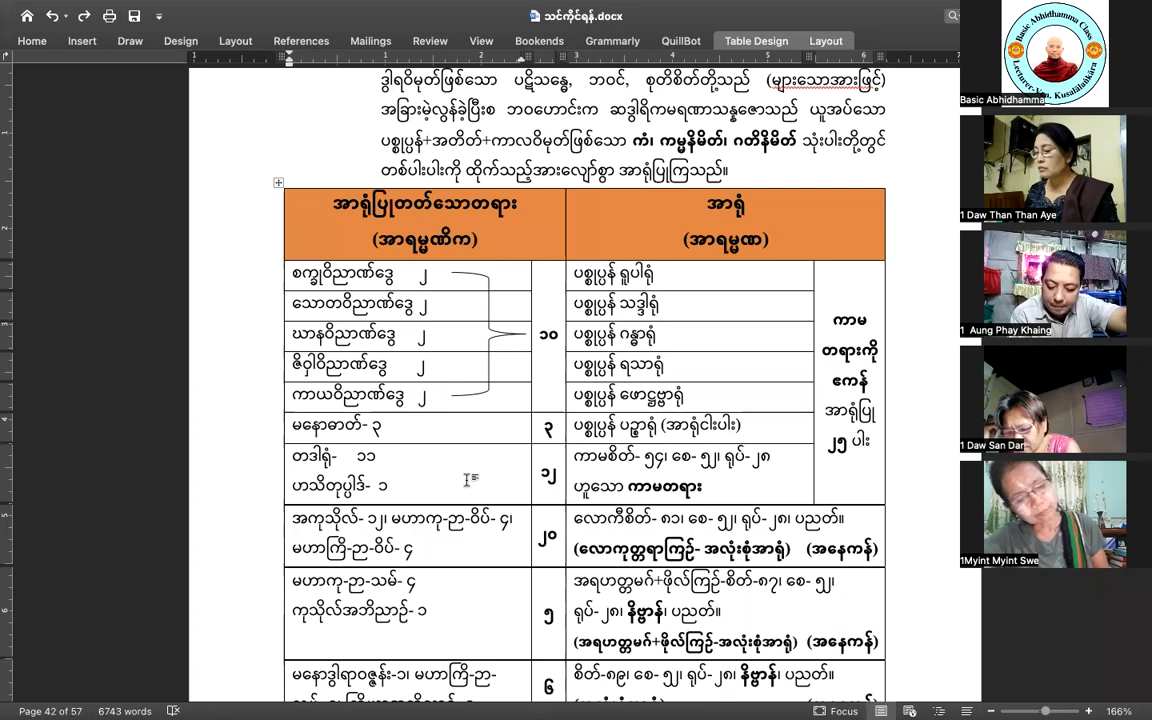 သင်ကိုင်ရန်.docx
Home Insert Draw Design Layout References Mailings Review View Bookends Grammarly QuillBot Table Design Layout
ဒွါရဝိမုတ်ဖြစ်သော ပဋိသန္ဓေ, ဘဝင်, စုတိစိတ်တို့သည် (များသောအားဖြင့်)
အခြားမဲ့လွန်ခဲ့ပြီးစ ဘဝဟောင်းက ဆဒွါရိကမရဏာသန္နဇောသည် ယူအပ်သော
ပစ္စုပ္ပန်+အတိတ်+ကာလဝိမုတ်ဖြစ်သော ကံ၊ ကမ္မနိမိတ်၊ ဂတိနိမိတ် သုံးပါးတို့တွင်
တစ်ပါးပါးကို ထိုက်သည့်အားလျော်စွာ အာရုံပြုကြသည်။
အာရုံပြုတတ်သောတရား
(အာရမ္မဏိက)
အာရုံ
(အာရမ္မဏ)
စက္ခုဝိညာဏ်ဒွေ ၂
ပစ္စုပ္ပန် ရူပါရုံ
သောတဝိညာဏ်ဒွေ ၂
ပစ္စုပ္ပန် သဒ္ဒါရုံ
ဃာနဝိညာဏ်ဒွေ ၂
၁၀
ပစ္စုပ္ပန် ဂန္ဓာရုံ
ဇိဝှါဝိညာဏ်ဒွေ ၂
ပစ္စုပ္ပန် ရသာရုံ
ကာယဝိညာဏ်ဒွေ ၂
ပစ္စုပ္ပန် ဖောဋ္ဌဗ္ဗာရုံ
ကာမ
တရားကို
ဧကန်
အာရုံပြု
၂၅ ပါး
မနောဓာတ်- ၃
၃
ပစ္စုပ္ပန် ပဉ္စာရုံ (အာရုံငါးပါး)
တဒါရုံ- ၁၁
ဟသိတုပ္ပါဒ်- ၁
၁၂
ကာမစိတ်- ၅၄၊ စေ- ၅၂၊ ရုပ်-၂၈
ဟူသော ကာမတရား
အကုသိုလ်- ၁၂၊ မဟာကု-ဉာ-ဝိပ်- ၄၊
မဟာကြိ-ဉာ-ဝိပ်- ၄
၂၀
လောကီစိတ်- ၈၁၊ စေ- ၅၂၊ ရုပ်-၂၈၊ ပညတ်။
(လောကုတ္တရာကြဉ်- အလုံးစုံအာရုံ) (အနေကန်)
မဟာကု-ဉာ-သမ်- ၄
ကုသိုလ်အဘိညာဉ်- ၁
၅
အရဟတ္တမဂ်+ဖိုလ်ကြဉ်-စိတ်-၈၇၊ စေ- ၅၂၊
ရုပ်-၂၈၊ နိဗ္ဗာန်၊ ပညတ်။
(အရဟတ္တမဂ်+ဖိုလ်ကြဉ်-အလုံးစုံအာရုံ) (အနေကန်)
မနောဒွါရာဝဇ္ဇန်း-၁၊ မဟာကြိ-ဉာ-
၆
စိတ်-၈၉၊ စေ- ၅၂၊ ရုပ်-၂၈၊ နိဗ္ဗာန်၊ ပညတ်။
Page 42 of 57 6743 words Focus 166%
Basic Abhidhamma Class
Lecturer-Ven. Kusalālaṅkāra
Basic Abhidhamma
1 Daw Than Than Aye
1 Aung Phay Khaing
1 Daw San Dar
1Myint Myint Swe